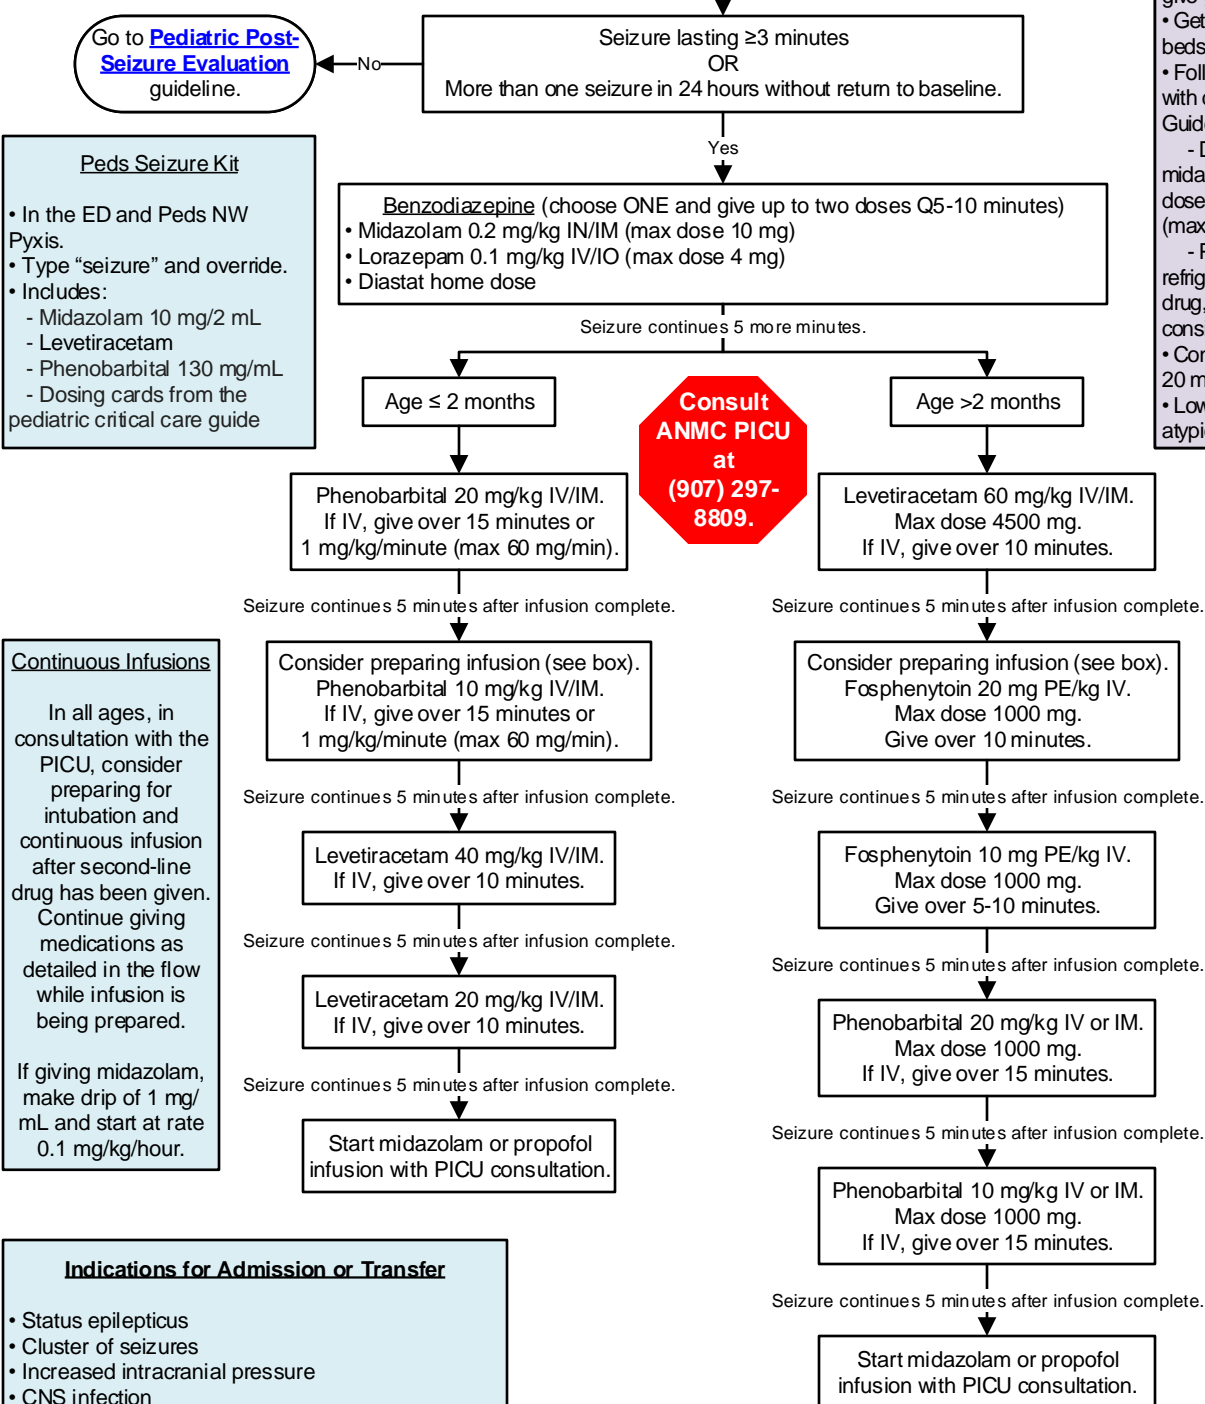 give
• Get
beds
• Foll
with c
Guide
- D
mida
dose
(max
- F
refrig
drug,
cons
• Con
20 m
• Low
atypi
Go to Pediatric Post-
Seizure Evaluation
guideline.
No
Seizure lasting ≥3 minutes
OR
More than one seizure in 24 hours without return to baseline.
Yes
Peds Seizure Kit
• In the ED and Peds NW
Pyxis.
• Type “seizure” and override.
• Includes:
- Midazolam 10 mg/2 mL
- Levetiracetam
- Phenobarbital 130 mg/mL
- Dosing cards from the
pediatric critical care guide
Benzodiazepine (choose ONE and give up to two doses Q5-10 minutes)
• Midazolam 0.2 mg/kg IN/IM (max dose 10 mg)
• Lorazepam 0.1 mg/kg IV/IO (max dose 4 mg)
• Diastat home dose
Seizure continues 5 more minutes.
Age ≤ 2 months
Consult
ANMC PICU
at
(907) 297-
8809.
Age >2 months
Phenobarbital 20 mg/kg IV/IM.
If IV, give over 15 minutes or
1 mg/kg/minute (max 60 mg/min).
Seizure continues 5 minutes after infusion complete.
Consider preparing infusion (see box).
Phenobarbital 10 mg/kg IV/IM.
If IV, give over 15 minutes or
1 mg/kg/minute (max 60 mg/min).
Seizure continues 5 minutes after infusion complete.
Levetiracetam 40 mg/kg IV/IM.
If IV, give over 10 minutes.
Seizure continues 5 minutes after infusion complete.
Levetiracetam 20 mg/kg IV/IM.
If IV, give over 10 minutes.
Seizure continues 5 minutes after infusion complete.
Start midazolam or propofol
infusion with PICU consultation.
Levetiracetam 60 mg/kg IV/IM.
Max dose 4500 mg.
If IV, give over 10 minutes.
Seizure continues 5 minutes after infusion complete.
Consider preparing infusion (see box).
Fosphenytoin 20 mg PE/kg IV.
Max dose 1000 mg.
Give over 10 minutes.
Seizure continues 5 minutes after infusion complete.
Fosphenytoin 10 mg PE/kg IV.
Max dose 1000 mg.
Give over 5-10 minutes.
Seizure continues 5 minutes after infusion complete.
Phenobarbital 20 mg/kg IV or IM.
Max dose 1000 mg.
If IV, give over 15 minutes.
Seizure continues 5 minutes after infusion complete.
Phenobarbital 10 mg/kg IV or IM.
Max dose 1000 mg.
If IV, give over 15 minutes.
Seizure continues 5 minutes after infusion complete.
Start midazolam or propofol
infusion with PICU consultation.
Continuous Infusions
In all ages, in
consultation with the
PICU, consider
preparing for
intubation and
continuous infusion
after second-line
drug has been given.
Continue giving
medications as
detailed in the flow
while infusion is
being prepared.
If giving midazolam,
make drip of 1 mg/
mL and start at rate
0.1 mg/kg/hour.
Indications for Admission or Transfer
• Status epilepticus
• Cluster of seizures
• Increased intracranial pressure
• CNS infection